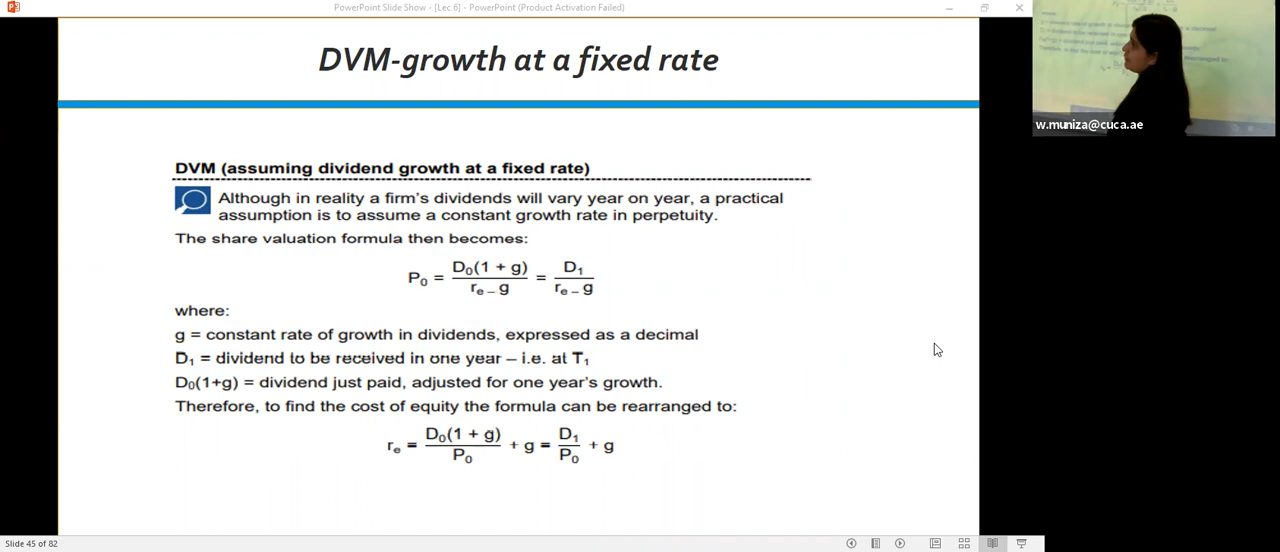 PowerPoint Slide Show - [Lec 6] - PowerPoint (Product Activation Failed)
DVM-growth at a fixed rate
w.muniza@cuca.ae
DVM (assuming dividend growth at a fixed rate)
Although in reality a firm's dividends will vary year on year, a practical
assumption is to assume a constant growth rate in perpetuity.
The share valuation formula then becomes:
P₀ = D₀(1 + g) / rₑ – g = D₁ / rₑ – g
where:
g = constant rate of growth in dividends, expressed as a decimal
D₁ = dividend to be received in one year – i.e. at T₁
D₀(1+g) = dividend just paid, adjusted for one year's growth.
Therefore, to find the cost of equity the formula can be rearranged to:
rₑ = D₀(1 + g) / P₀ + g = D₁ / P₀ + g
Slide 45 of 82